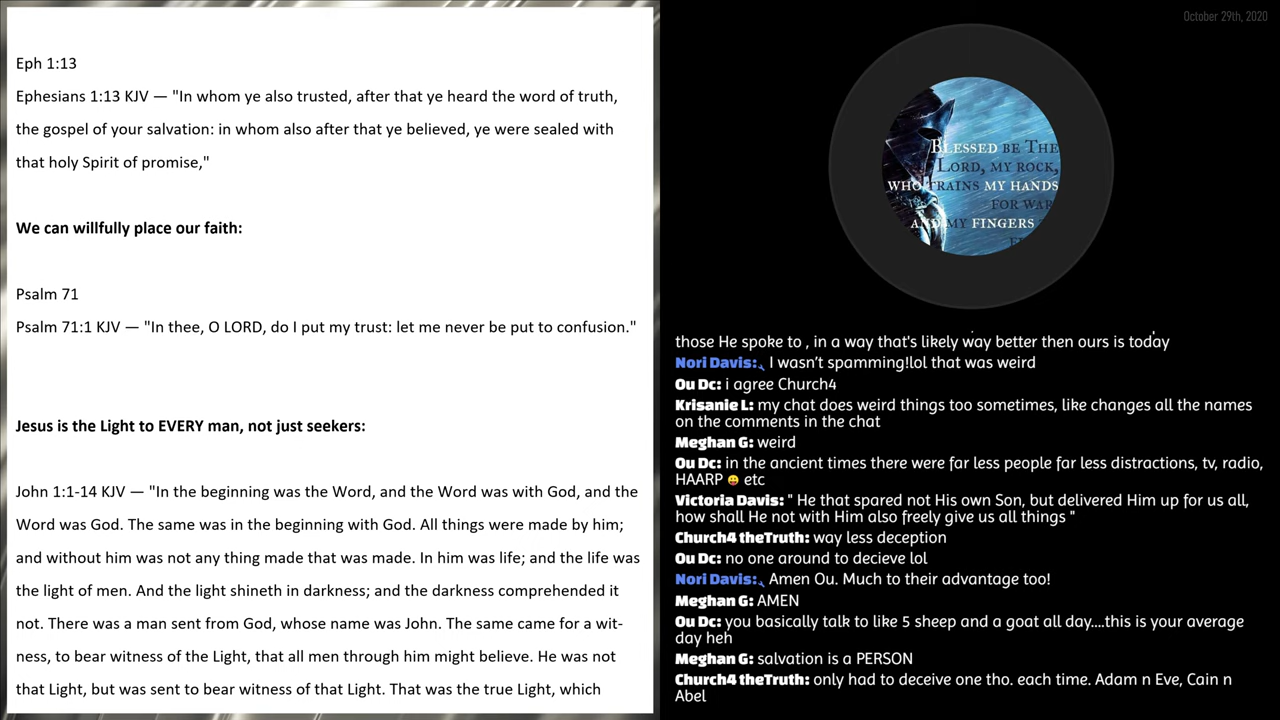 Eph 1:13
Ephesians 1:13 KJV — "In whom ye also trusted, after that ye heard the word of truth,
the gospel of your salvation: in whom also after that ye believed, ye were sealed with
that holy Spirit of promise,"
We can willfully place our faith:
Psalm 71
Psalm 71:1 KJV — "In thee, O LORD, do I put my trust: let me never be put to confusion."
Jesus is the Light to EVERY man, not just seekers:
John 1:1-14 KJV — "In the beginning was the Word, and the Word was with God, and the
Word was God. The same was in the beginning with God. All things were made by him;
and without him was not any thing made that was made. In him was life; and the life was
the light of men. And the light shineth in darkness; and the darkness comprehended it
not. There was a man sent from God, whose name was John. The same came for a wit-
ness, to bear witness of the Light, that all men through him might believe. He was not
that Light, but was sent to bear witness of that Light. That was the true Light, which
October 29th, 2020
BLESSED BE THE
LORD, MY ROCK,
WHO TRAINS MY HANDS
FOR WAR
AND MY FINGERS
those He spoke to , in a way that's likely way better then ours is today
Nori Davis: I wasn't spamming!lol that was weird
Ou Dc: i agree Church4
Krisanie L: my chat does weird things too sometimes, like changes all the names
on the comments in the chat
Meghan G: weird
Ou Dc: in the ancient times there were far less people far less distractions, tv, radio,
HAARP 😛 etc
Victoria Davis: " He that spared not His own Son, but delivered Him up for us all,
how shall He not with Him also freely give us all things "
Church4 theTruth: way less deception
Ou Dc: no one around to decieve lol
Nori Davis: Amen Ou. Much to their advantage too!
Meghan G: AMEN
Ou Dc: you basically talk to like 5 sheep and a goat all day....this is your average
day heh
Meghan G: salvation is a PERSON
Church4 theTruth: only had to deceive one tho. each time. Adam n Eve, Cain n
Abel